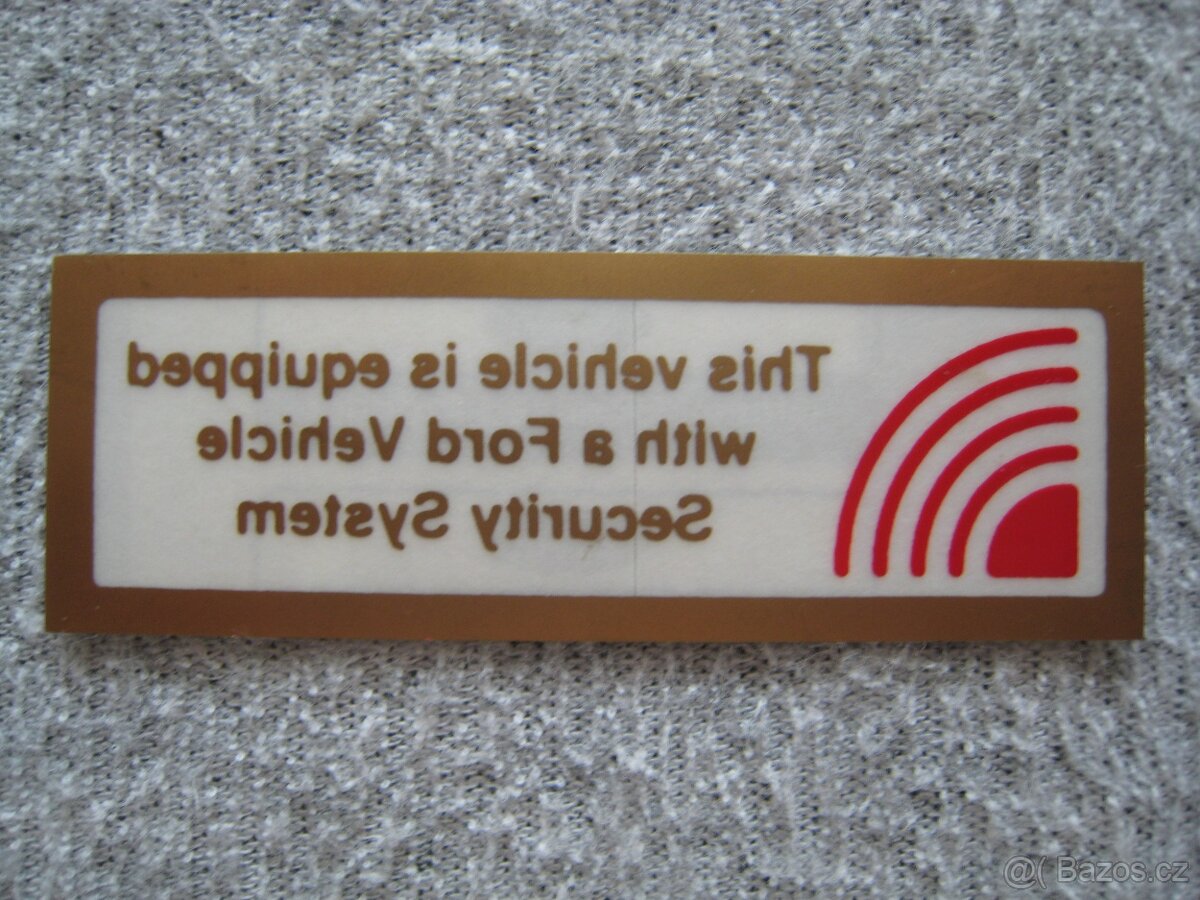 This vehicle is equipped
with a Ford Vehicle
Security System
@( Bazos.cz